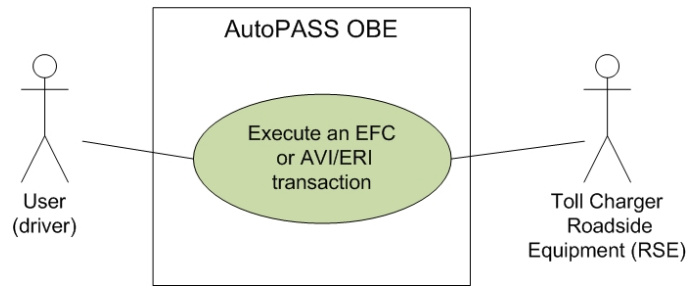 AutoPASS OBE
Execute an EFC
or AVI/ERI
transaction
User
(driver)
Toll Charger
Roadside
Equipment (RSE)